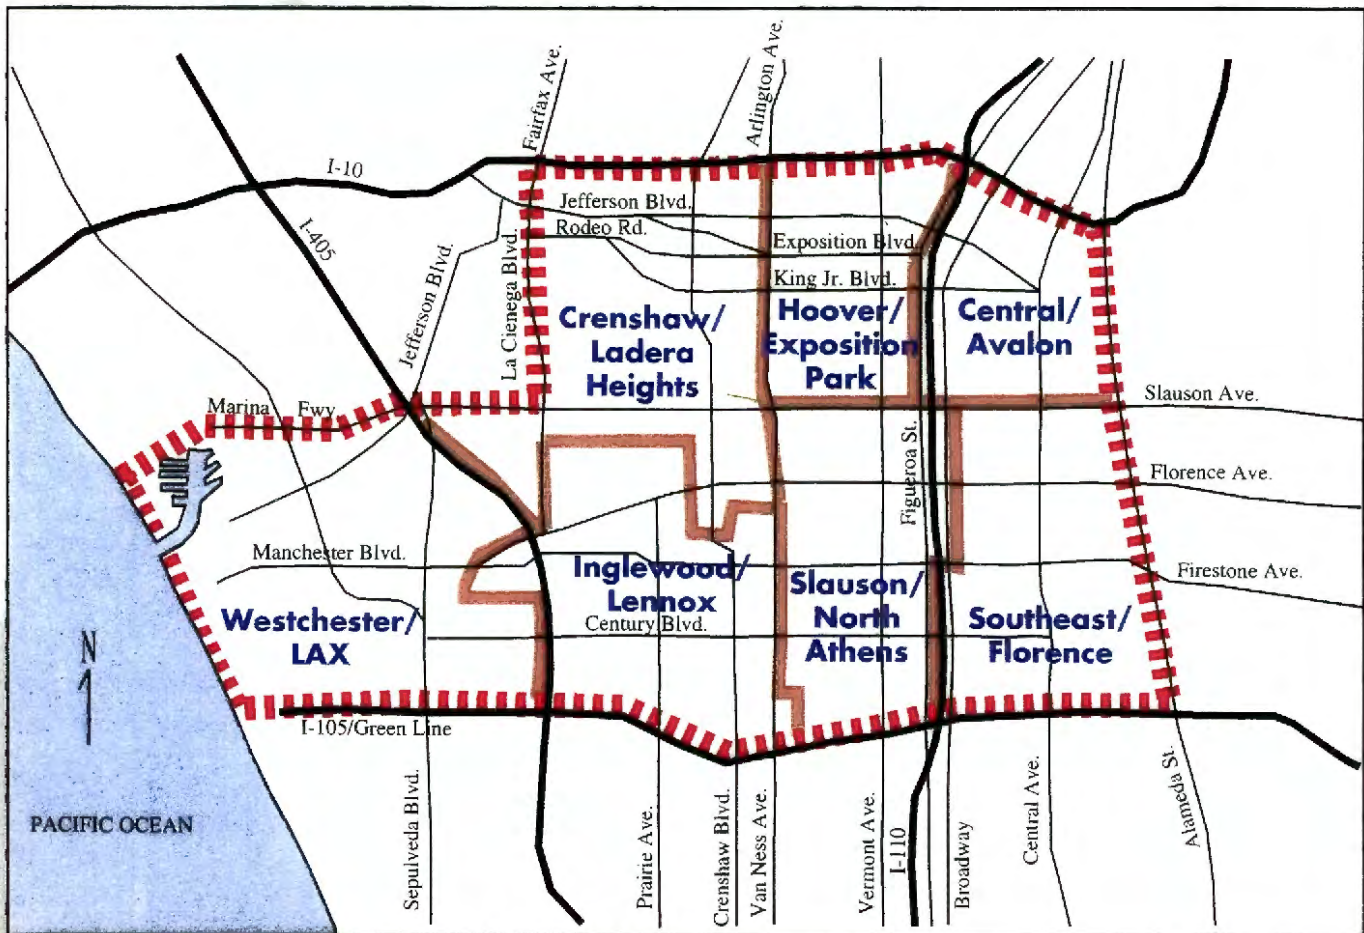 Fairfax Ave.
Arlington Ave.
I-10
I-405
Jefferson Blvd.
La Cienega Blvd.
Jefferson Blvd.
Rodeo Rd.
Exposition Blvd.
King Jr. Blvd.
Crenshaw/
Ladera
Heights
Hoover/
Exposition
Park
Central/
Avalon
Marina Fwy
Slauson Ave.
Figueroa St.
Florence Ave.
Manchester Blvd.
Firestone Ave.
Inglewood/
Lennox
Century Blvd.
Slauson/
North
Athens
Southeast/
Florence
Westchester/
LAX
N
I-105/Green Line
PACIFIC OCEAN
Sepulveda Blvd.
Prairie Ave.
Crenshaw Blvd.
Van Ness Ave.
Vermont Ave.
I-110
Broadway
Central Ave.
Alameda St.